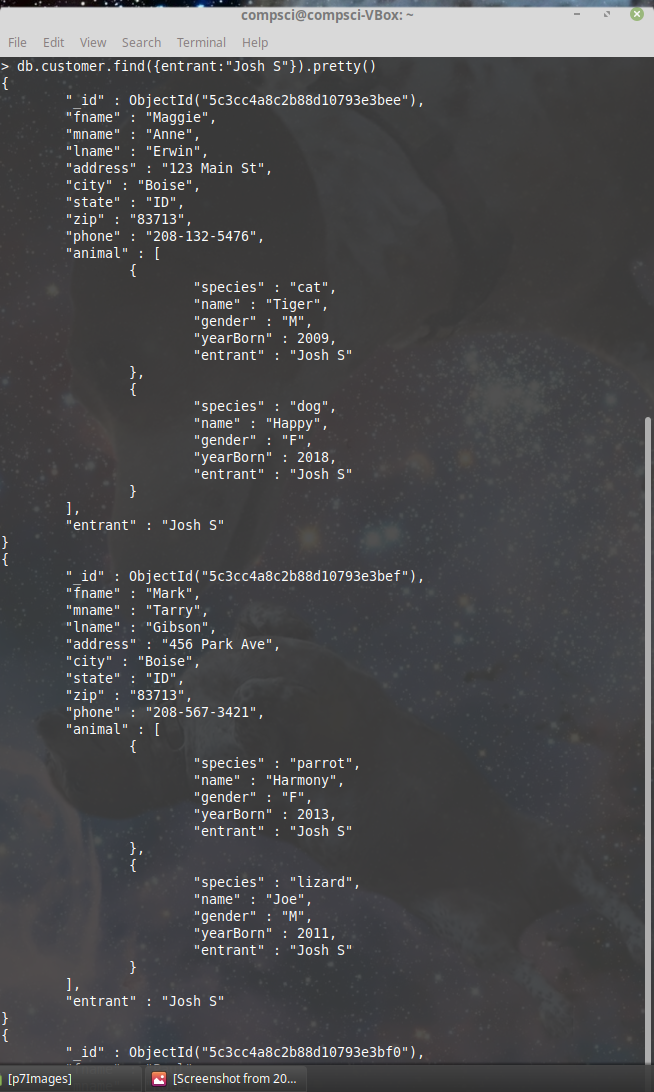 compsci@compsci-VBox: ~
File Edit View Search Terminal Help
> db.customer.find({entrant:"Josh S"}).pretty()
{
"_id" : ObjectId("5c3cc4a8c2b88d10793e3bee"),
"fname" : "Maggie",
"mname" : "Anne",
"lname" : "Erwin",
"address" : "123 Main St",
"city" : "Boise",
"state" : "ID",
"zip" : "83713",
"phone" : "208-132-5476",
"animal" : [
{
"species" : "cat",
"name" : "Tiger",
"gender" : "M",
"yearBorn" : 2009,
"entrant" : "Josh S"
},
{
"species" : "dog",
"name" : "Happy",
"gender" : "F",
"yearBorn" : 2018,
"entrant" : "Josh S"
}
],
"entrant" : "Josh S"
}
{
"_id" : ObjectId("5c3cc4a8c2b88d10793e3bef"),
"fname" : "Mark",
"mname" : "Tarry",
"lname" : "Gibson",
"address" : "456 Park Ave",
"city" : "Boise",
"state" : "ID",
"zip" : "83713",
"phone" : "208-567-3421",
"animal" : [
{
"species" : "parrot",
"name" : "Harmony",
"gender" : "F",
"yearBorn" : 2013,
"entrant" : "Josh S"
},
{
"species" : "lizard",
"name" : "Joe",
"gender" : "M",
"yearBorn" : 2011,
"entrant" : "Josh S"
}
],
"entrant" : "Josh S"
}
{
"_id" : ObjectId("5c3cc4a8c2b88d10793e3bf0"),
[p7Images] [Screenshot from 20...